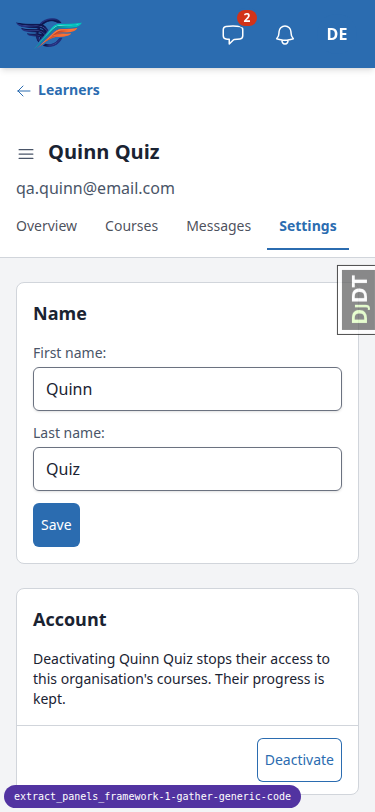 2
DE
← Learners
Quinn Quiz
qa.quinn@email.com
Overview Courses Messages Settings
DjDT
Name
First name:
Quinn
Last name:
Quiz
Save
Account
Deactivating Quinn Quiz stops their access to
this organisation's courses. Their progress is
kept.
Deactivate
extract_panels_framework-1-gather-generic-code